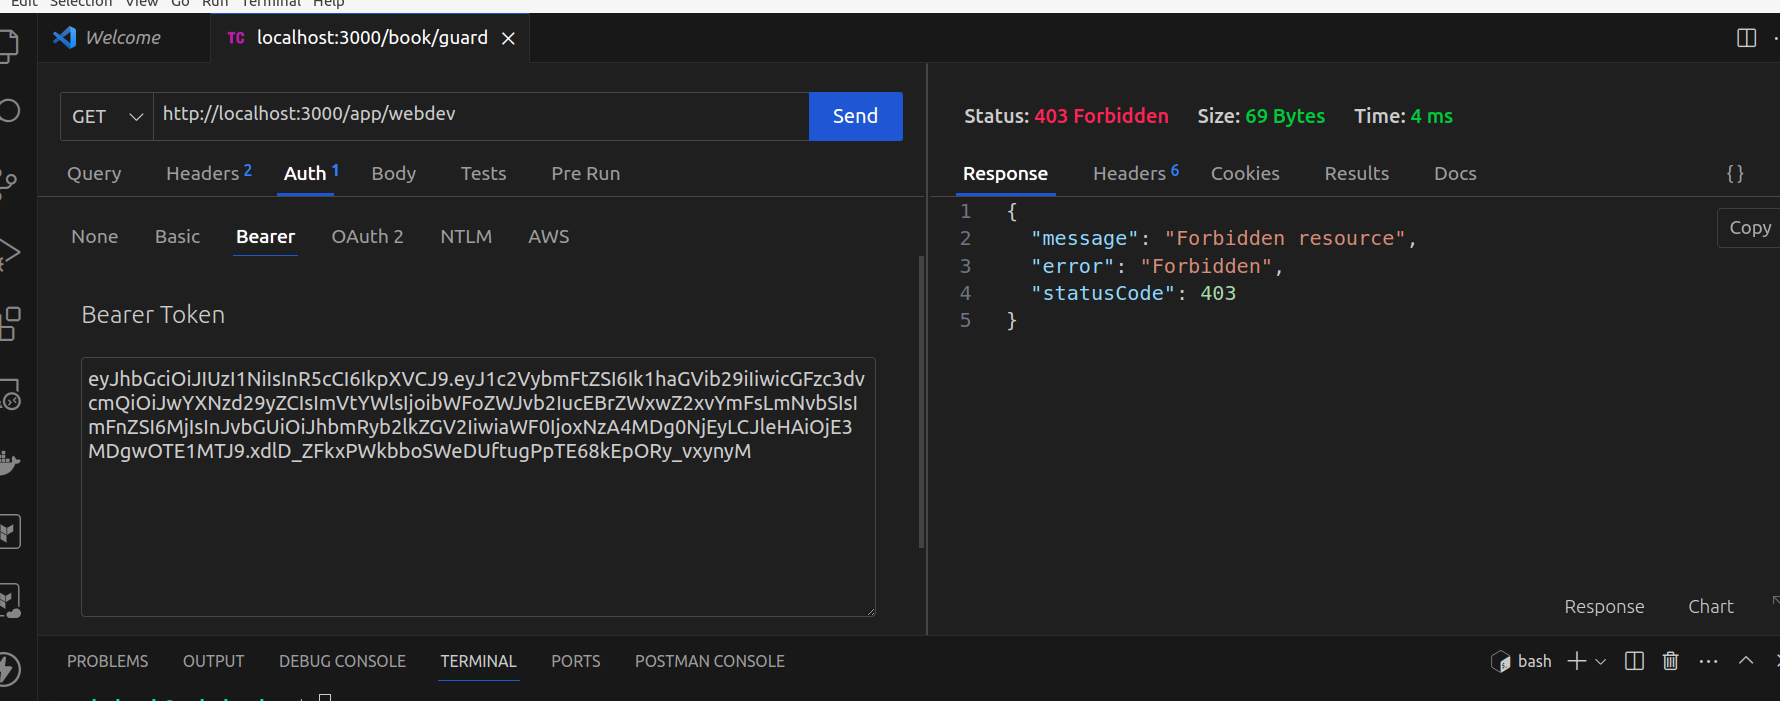 Edit Selection View Go Run Terminal Help
Welcome
TC localhost:3000/book/guard
GET http://localhost:3000/app/webdev Send
Query Headers 2 Auth 1 Body Tests Pre Run
None Basic Bearer OAuth 2 NTLM AWS
Bearer Token
eyJhbGciOiJIUzI1NiIsInR5cCI6IkpXVCJ9.eyJ1c2VybmFtZSI6Ik1haGVib29iIiwicGFzc3dv
cmQiOiJwYXNzd29yZCIsImVtYWlsIjoibWFoZWJvb2IucEBrZWxwZ2xvYmFsLmNvbSIsI
mFnZSI6MjIsInJvbGUiOiJhbmRyb2lkZGV2IiwiaWF0IjoxNzA4MDg0NjEyLCJleHAiOjE3
MDgwOTE1MTJ9.xdlD_ZFkxPWkbboSWeDUftugPpTE68kEpORy_vxynyM
Status: 403 Forbidden Size: 69 Bytes Time: 4 ms
Response Headers 6 Cookies Results Docs { }
Copy
1 {
2 "message": "Forbidden resource",
3 "error": "Forbidden",
4 "statusCode": 403
5 }
Response Chart
PROBLEMS OUTPUT DEBUG CONSOLE TERMINAL PORTS POSTMAN CONSOLE
bash